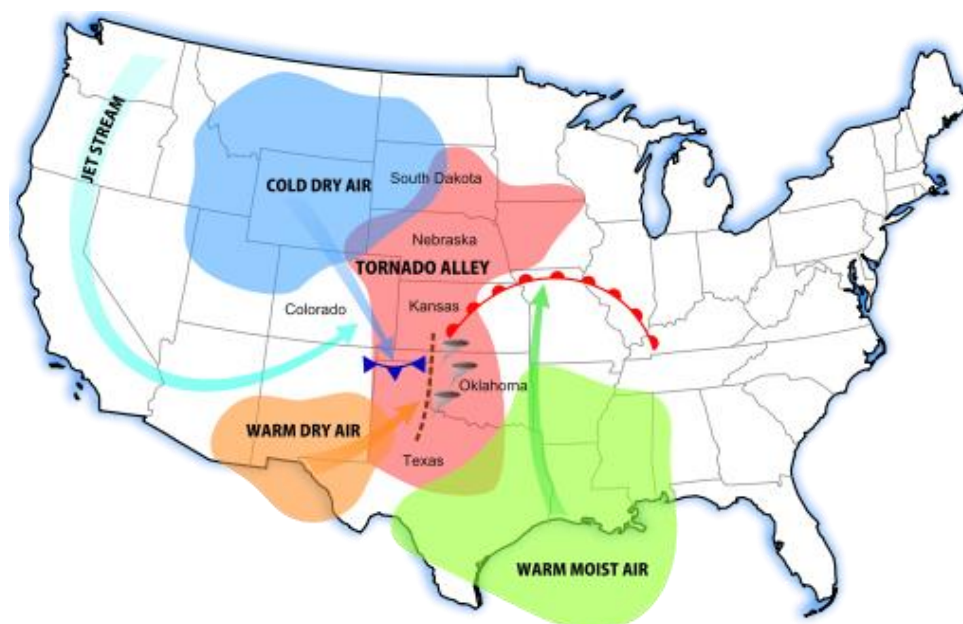 JET STREAM
COLD DRY AIR
South Dakota
Nebraska
TORNADO ALLEY
Colorado
Kansas
Oklahoma
WARM DRY AIR
Texas
WARM MOIST AIR